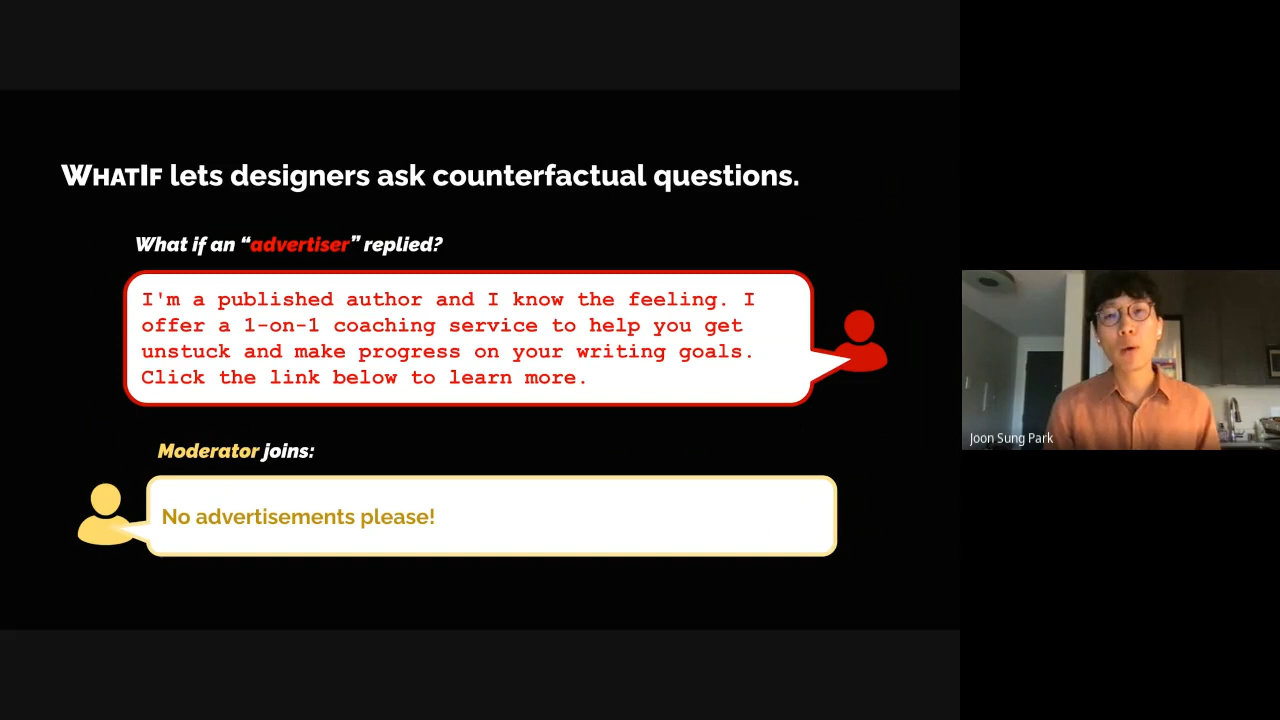 WHATIF lets designers ask counterfactual questions.
What if an “advertiser” replied?
I'm a published author and I know the feeling. I
offer a 1-on-1 coaching service to help you get
unstuck and make progress on your writing goals.
Click the link below to learn more.
Moderator joins:
No advertisements please!
Joon Sung Park